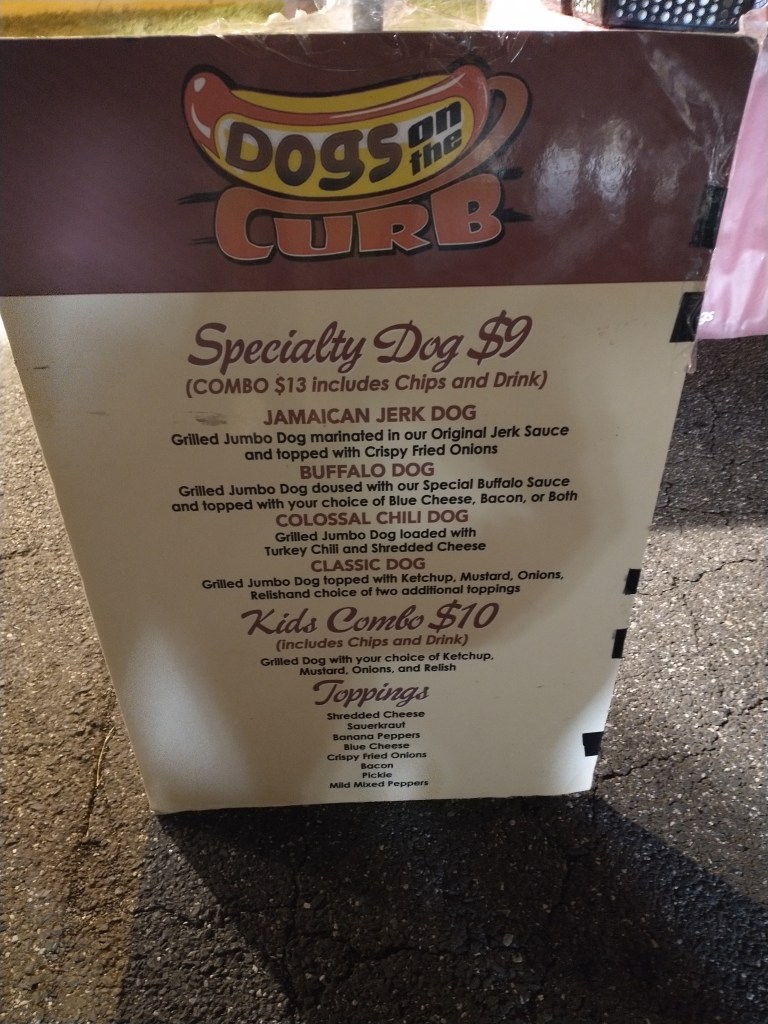 Dogs on the
CURB
Specialty Dog $9
(COMBO $13 includes Chips and Drink)
JAMAICAN JERK DOG
Grilled Jumbo Dog marinated in our Original Jerk Sauce
and topped with Crispy Fried Onions
BUFFALO DOG
Grilled Jumbo Dog doused with our Special Buffalo Sauce
and topped with your choice of Blue Cheese, Bacon, or Both
COLOSSAL CHILI DOG
Grilled Jumbo Dog loaded with
Turkey Chili and Shredded Cheese
CLASSIC DOG
Grilled Jumbo Dog topped with Ketchup, Mustard, Onions,
Relishand choice of two additional toppings
Kids Combo $10
(includes Chips and Drink)
Grilled Dog with your choice of Ketchup,
Mustard, Onions, and Relish
Toppings
Shredded Cheese
Sauerkraut
Banana Peppers
Blue Cheese
Crispy Fried Onions
Bacon
Pickle
Mild Mixed Peppers